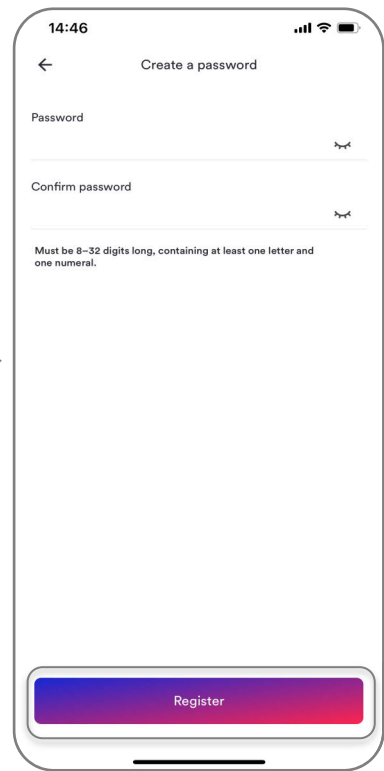 14:46
Create a password
Password
Confirm password
Must be 8–32 digits long, containing at least one letter and
one numeral.
Register